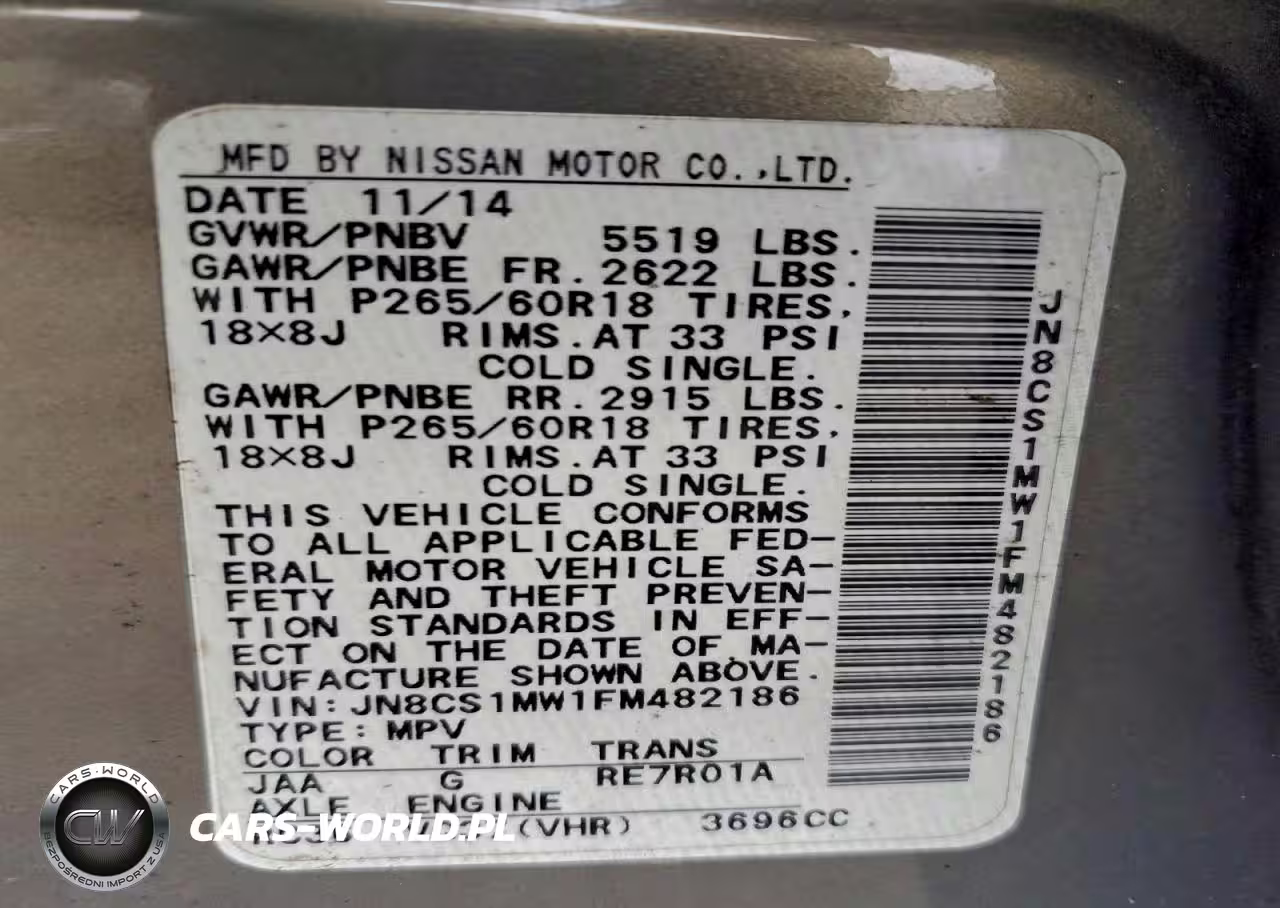 MFD BY NISSAN MOTOR CO.,LTD.
DATE 11/14
GVWR/PNBV 5519 LBS.
GAWR/PNBE FR. 2622 LBS.
WITH P265/60R18 TIRES,
18×8J RIMS. AT 33 PSI
COLD SINGLE.
GAWR/PNBE RR. 2915 LBS.
WITH P265/60R18 TIRES,
18×8J RIMS. AT 33 PSI
COLD SINGLE.
THIS VEHICLE CONFORMS
TO ALL APPLICABLE FED-
ERAL MOTOR VEHICLE SA-
FETY AND THEFT PREVEN-
TION STANDARDS IN EFF-
ECT ON THE DATE OF MA-
NUFACTURE SHOWN ABOVE.
VIN: JN8CS1MW1FM482186
TYPE: MPV
COLOR TRIM TRANS
JAA G RE7R01A
AXLE ENGINE
(VHR) 3696CC
JN8CS1MW1FM482186
CARS-WORLD
CW
BEZPOŚREDNI IMPORT Z USA
CARS-WORLD.PL